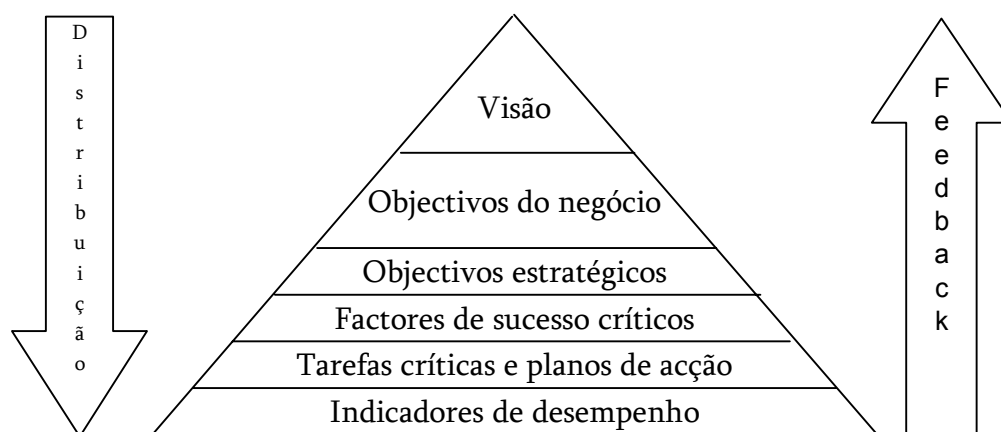 Distribuição
Visão
Objectivos do negócio
Objectivos estratégicos
Factores de sucesso críticos
Tarefas críticas e planos de acção
Indicadores de desempenho
Feedback